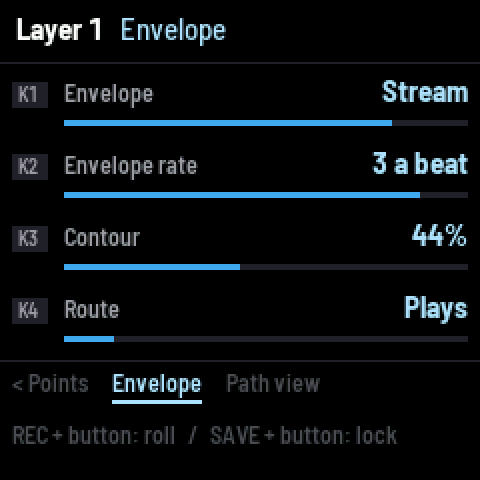 Layer 1 Envelope
K1 Envelope Stream
K2 Envelope rate 3 a beat
K3 Contour 44%
K4 Route Plays
< Points Envelope Path view
REC + button: roll / SAVE + button: lock